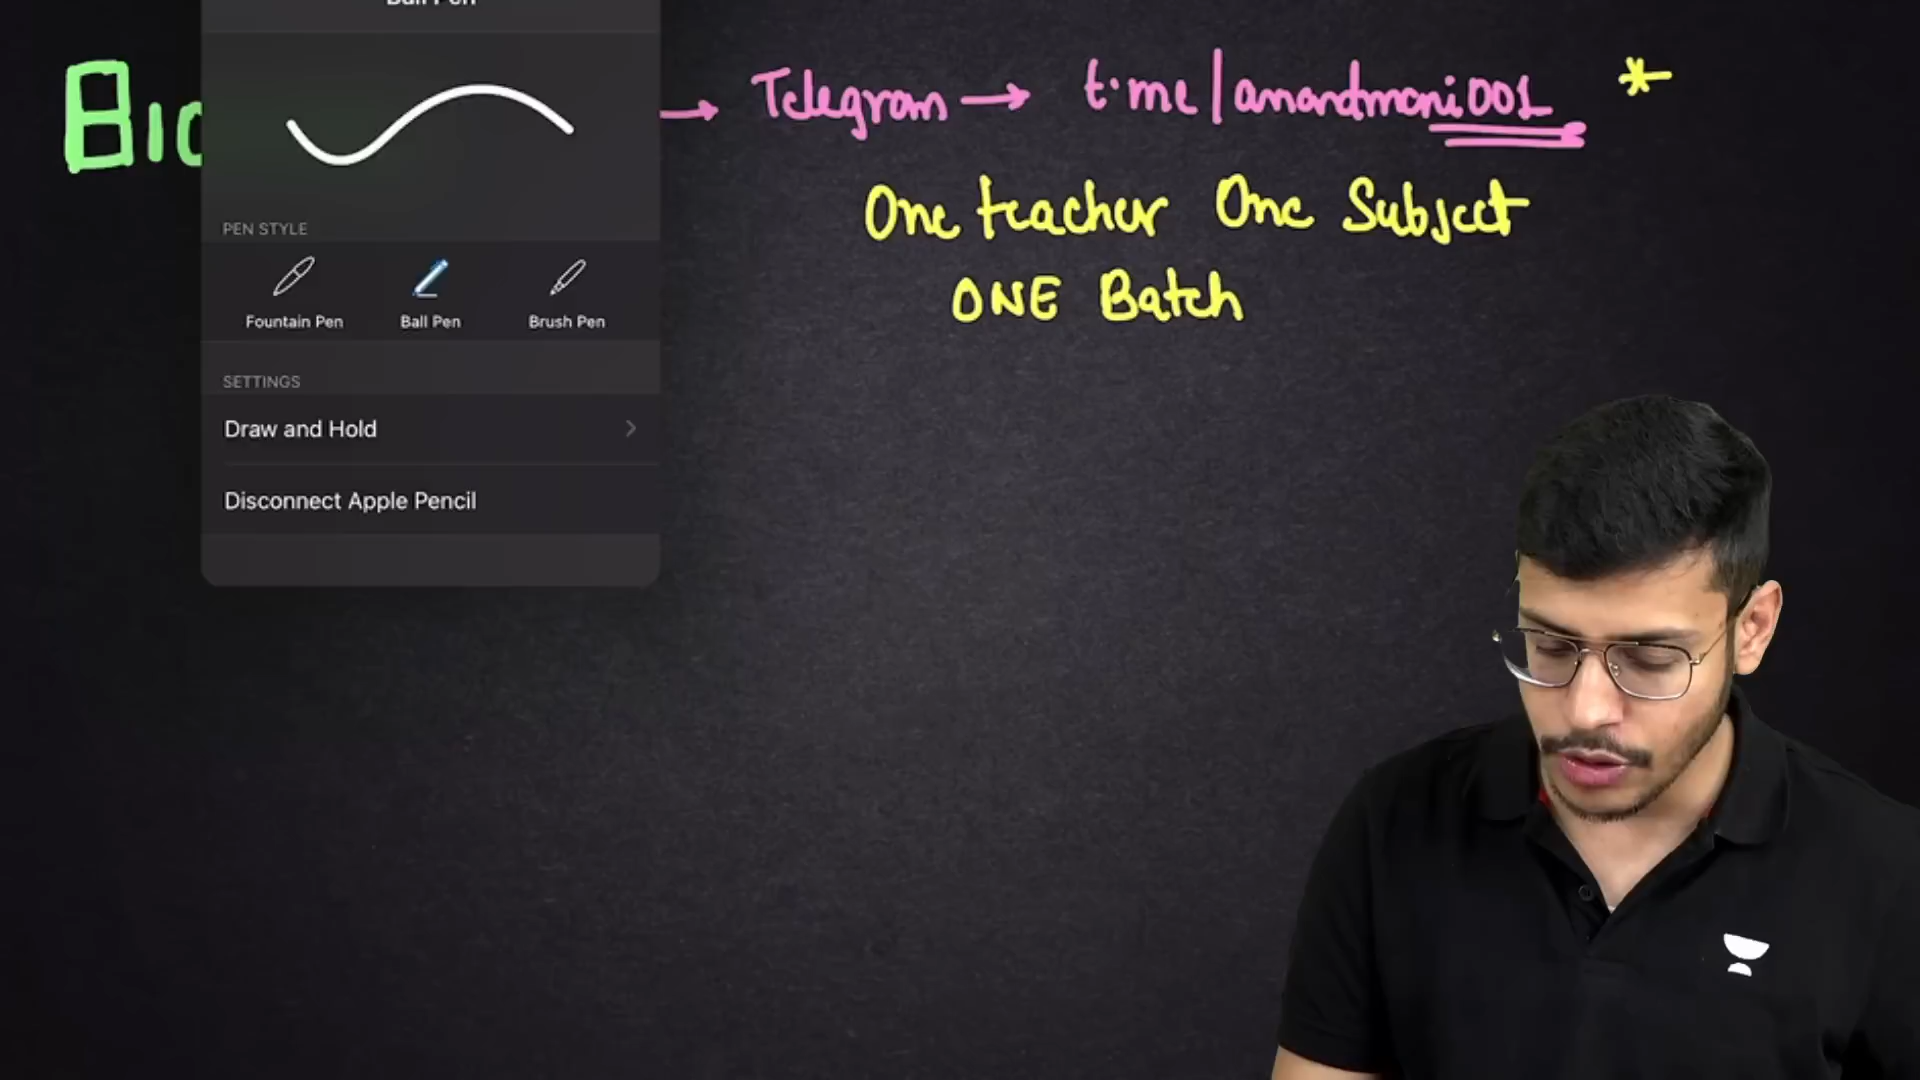 Ball Pen
Bio → Telegram → t.me/anandmani001 *
One teacher One Subject
ONE Batch
PEN STYLE
Fountain Pen Ball Pen Brush Pen
SETTINGS
Draw and Hold
Disconnect Apple Pencil